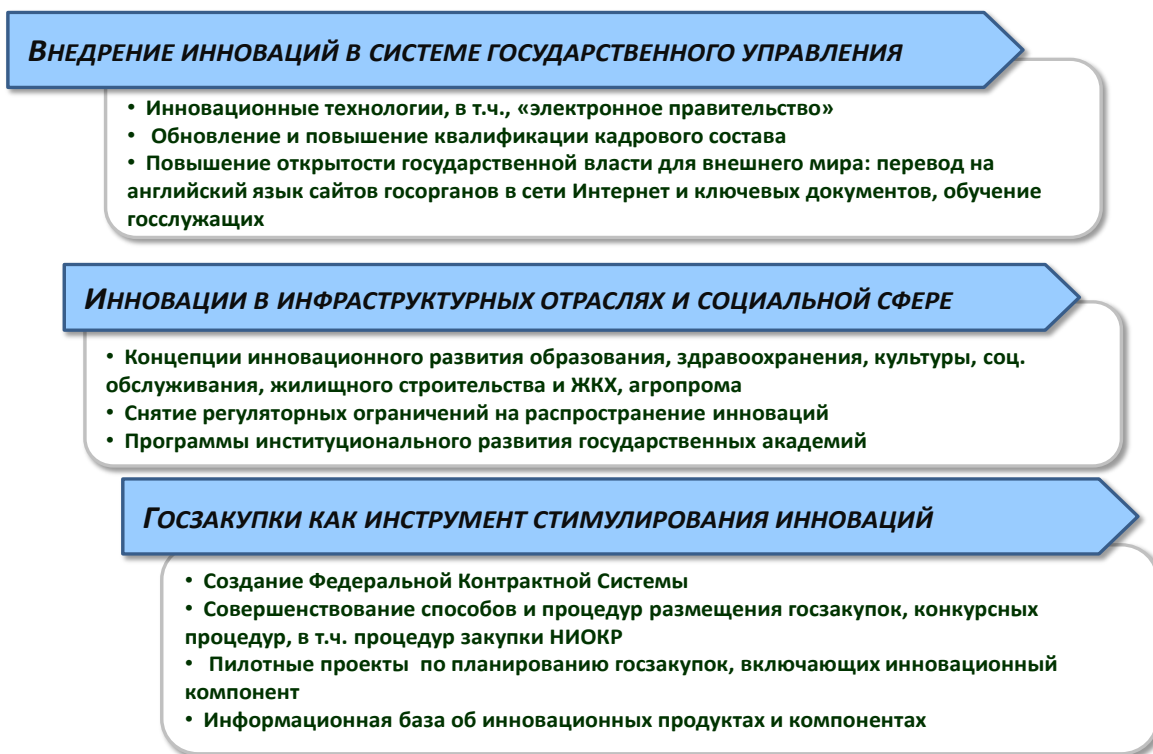 Внедрение инноваций в системе государственного управления
• Инновационные технологии, в т.ч., «электронное правительство»
• Обновление и повышение квалификации кадрового состава
• Повышение открытости государственной власти для внешнего мира: перевод на
английский язык сайтов госорганов в сети Интернет и ключевых документов, обучение
госслужащих
Инновации в инфраструктурных отраслях и социальной сфере
• Концепции инновационного развития образования, здравоохранения, культуры, соц.
обслуживания, жилищного строительства и ЖКХ, агропрома
• Снятие регуляторных ограничений на распространение инноваций
• Программы институционального развития государственных академий
Госзакупки как инструмент стимулирования инноваций
• Создание Федеральной Контрактной Системы
• Совершенствование способов и процедур размещения госзакупок, конкурсных
процедур, в т.ч. процедур закупки НИОКР
• Пилотные проекты по планированию госзакупок, включающих инновационный
компонент
• Информационная база об инновационных продуктах и компонентах